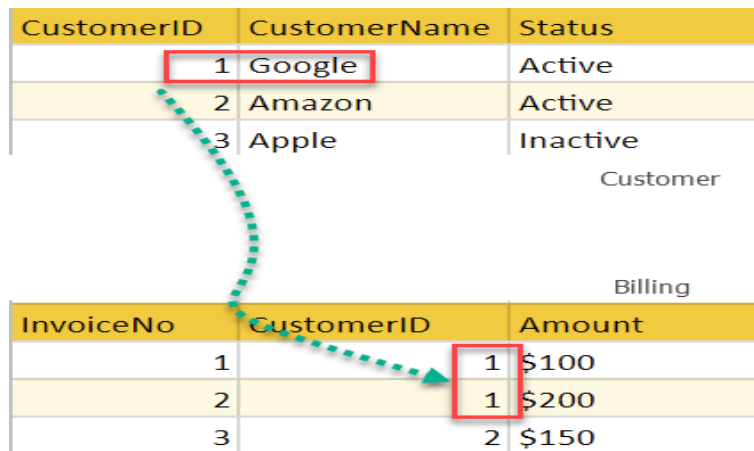 CustomerID CustomerName Status
1 Google Active
2 Amazon Active
3 Apple Inactive
Customer
Billing
InvoiceNo CustomerID Amount
1 1 $100
2 1 $200
3 2 $150